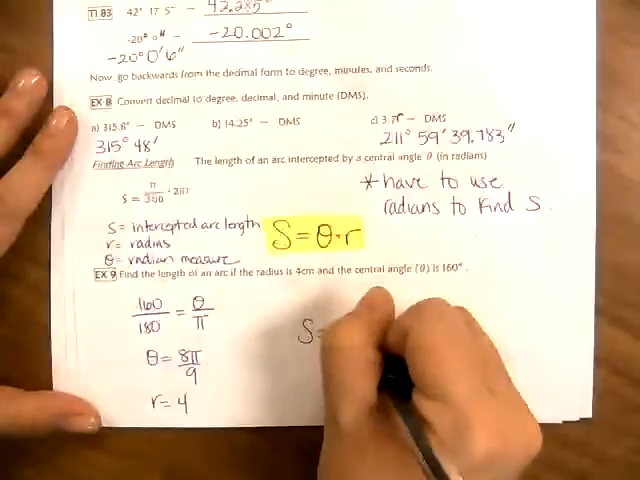 TI 83 42° 17' 5" - 42.285°
-20° 0" - -20.002°
-20° 0' 6"
Now, go backwards from the decimal form to degree, minutes, and seconds.
EX 8 Convert decimal to degree, decimal, and minute (DMS).
a) 315.8° - DMS b) 14.25° - DMS c) 3.7r - DMS
315° 48' 211° 59' 39.783"
Finding Arc Length The length of an arc intercepted by a central angle θ (in radians)
S = n/360 · 2πr
*have to use
radians to find S.
S= intercepted arc length
r= radius
θ= radian measure
S = θ·r
EX 9 Find the length of an arc if the radius is 4cm and the central angle (θ) is 160°.
160/180 = θ/π
S=
θ= 8π/9
r= 4